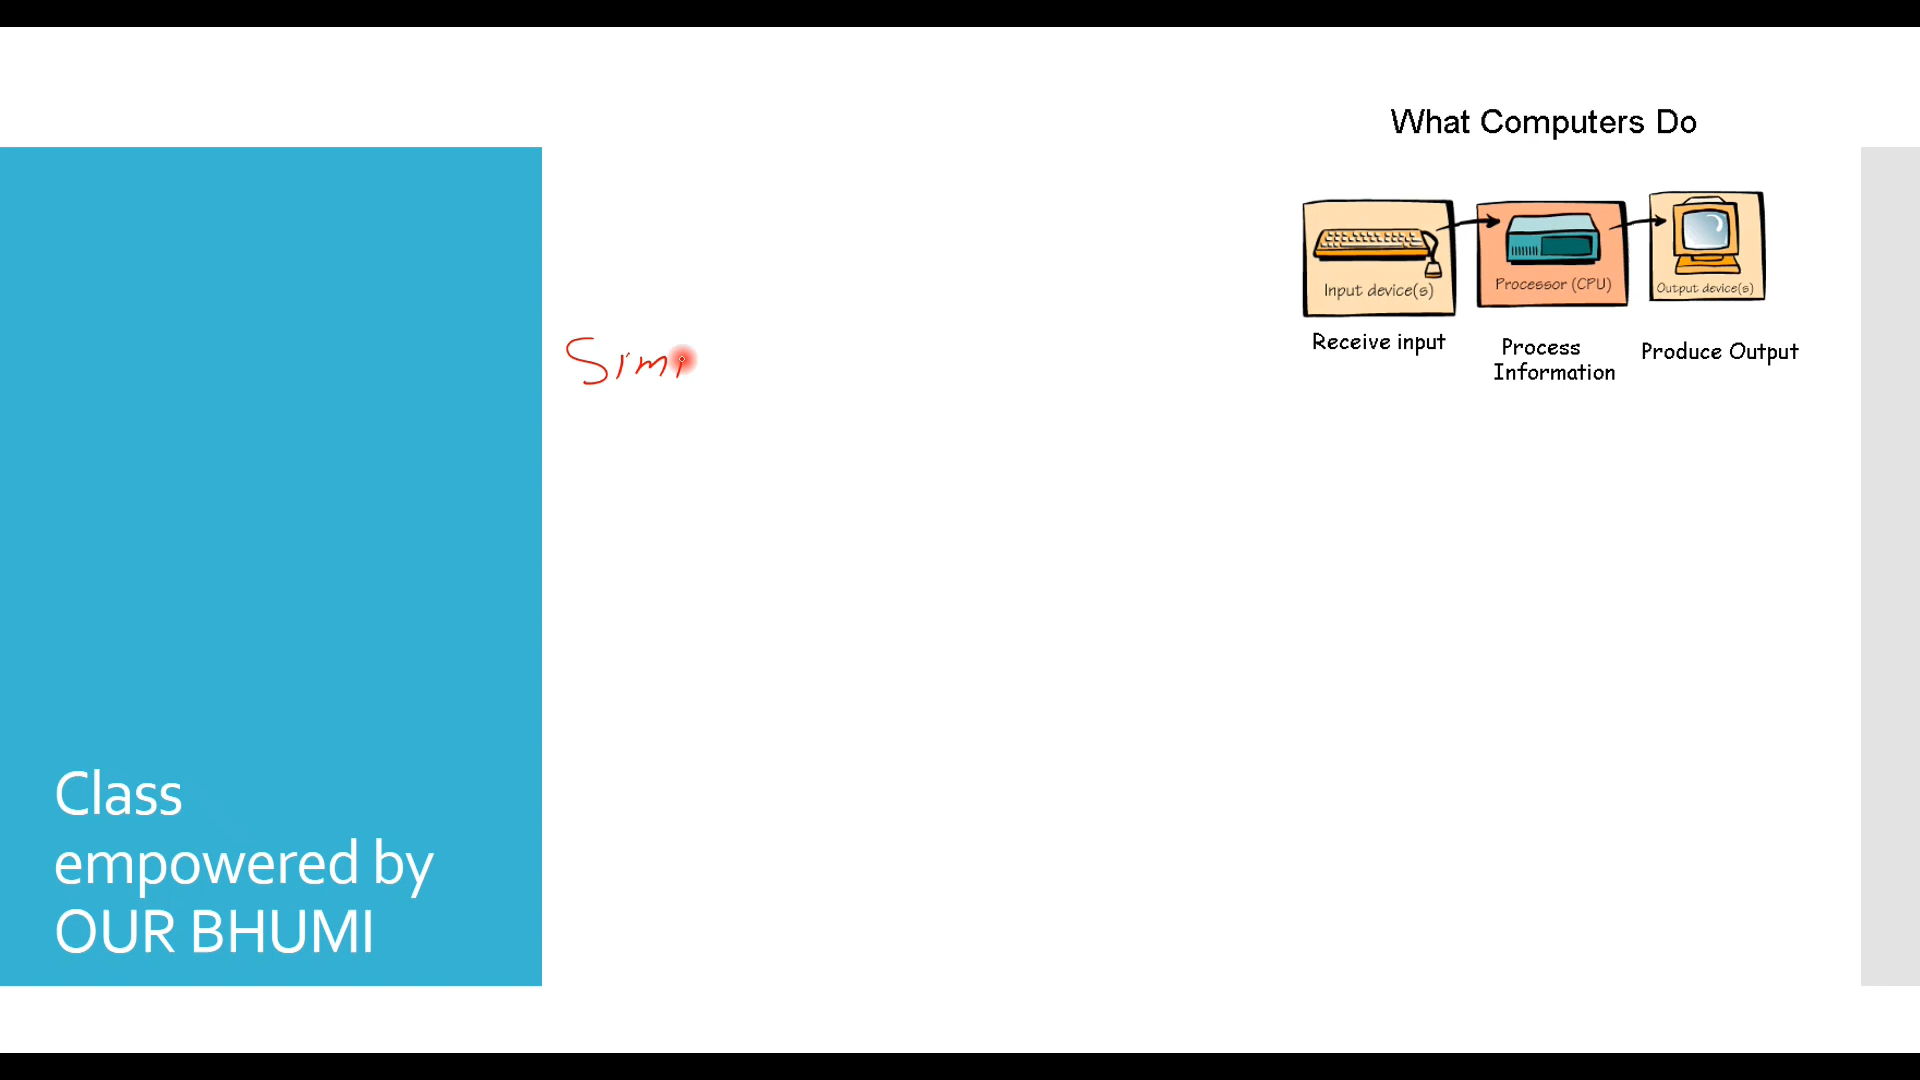 What Computers Do
Input device(s)
Processor (CPU)
Output device(s)
Receive input
Process
Information
Produce Output
Simi
Class
empowered by
OUR BHUMI